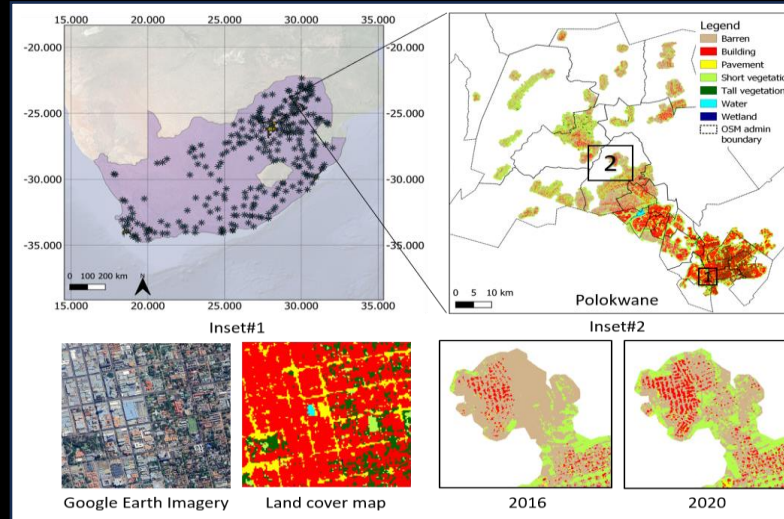 15.000 20.000 25.000 30.000 35.000
-20.000 -20.000
-25.000 -25.000
-30.000 -30.000
-35.000 -35.000
0 100 200 km
N
15.000 20.000 25.000 30.000 35.000
Inset#1
Legend
Barren
Building
Pavement
Short vegetatio
Tall vegetation
Water
Wetland
OSM admin
boundary
2
1
0 5 10 km
Polokwane
Inset#2
Google Earth Imagery
Land cover map
2016
2020